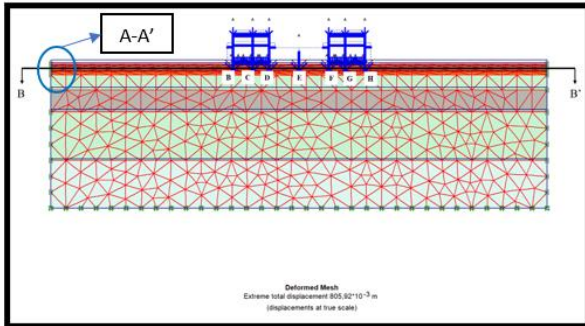 A-A’
B C D E F G H
B B’
Deformed Mesh
Extreme total displacement 805,92*10-3 m
(displacements at true scale)